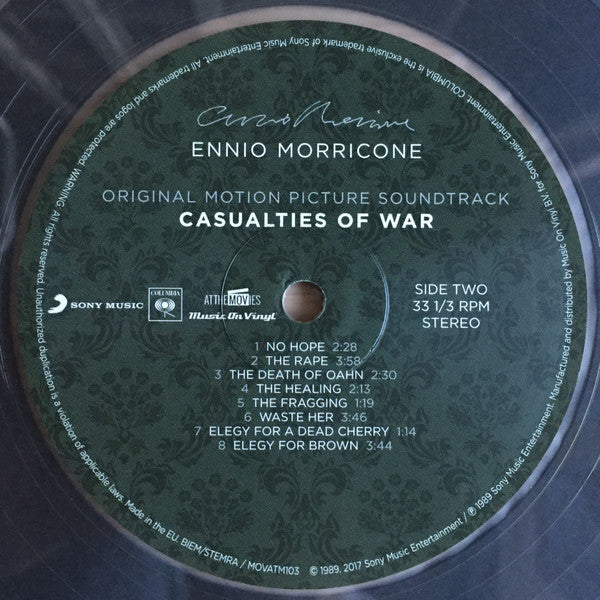 Ennio Morricone
ENNIO MORRICONE
ORIGINAL MOTION PICTURE SOUNDTRACK
CASUALTIES OF WAR
SONY MUSIC
COLUMBIA
ATTHEMOVIES
Music On Vinyl
SIDE TWO
33 1/3 RPM
STEREO
1 NO HOPE 2:28
2 THE RAPE 3:58
3 THE DEATH OF OAHN 2:30
4 THE HEALING 2:13
5 THE FRAGGING 1:19
6 WASTE HER 3:46
7 ELEGY FOR A DEAD CHERRY 1:14
8 ELEGY FOR BROWN 3:44
℗ 1989 Sony Music Entertainment. Manufactured and distributed by Music On Vinyl BV for Sony Music Entertainment. COLUMBIA is the exclusive trademark of Sony Music Entertainment. All trademarks and logos are protected. WARNING All rights reserved. Unauthorized duplication is a violation of applicable laws. Made in the EU. BIEM/STEMRA / MOVATM103
© 1989, 2017 Sony Music Entertainment /